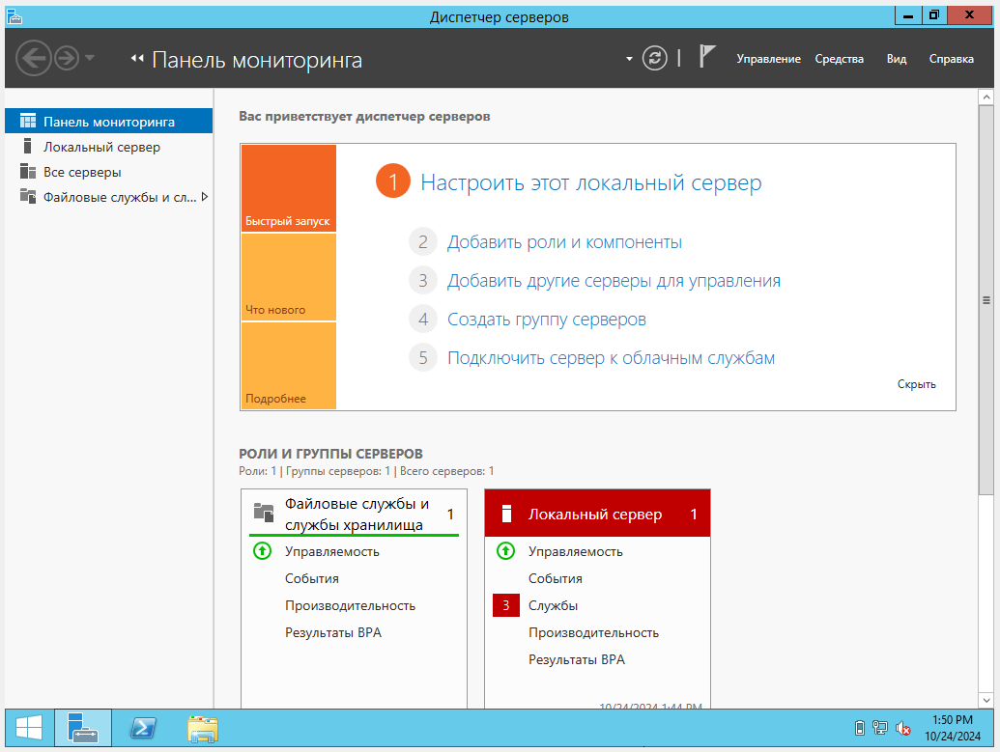 Диспетчер серверов
Панель мониторинга
Управление Средства Вид Справка
Панель мониторинга
Локальный сервер
Все серверы
Файловые службы и сл...
Вас приветствует диспетчер серверов
Быстрый запуск
Что нового
Подробнее
1 Настроить этот локальный сервер
2 Добавить роли и компоненты
3 Добавить другие серверы для управления
4 Создать группу серверов
5 Подключить сервер к облачным службам
Скрыть
РОЛИ И ГРУППЫ СЕРВЕРОВ
Роли: 1 | Группы серверов: 1 | Всего серверов: 1
Файловые службы и
службы хранилища
1
Управляемость
События
Производительность
Результаты BPA
Локальный сервер 1
Управляемость
События
3 Службы
Производительность
Результаты BPA
10/24/2024 1:44 PM
1:50 PM
10/24/2024